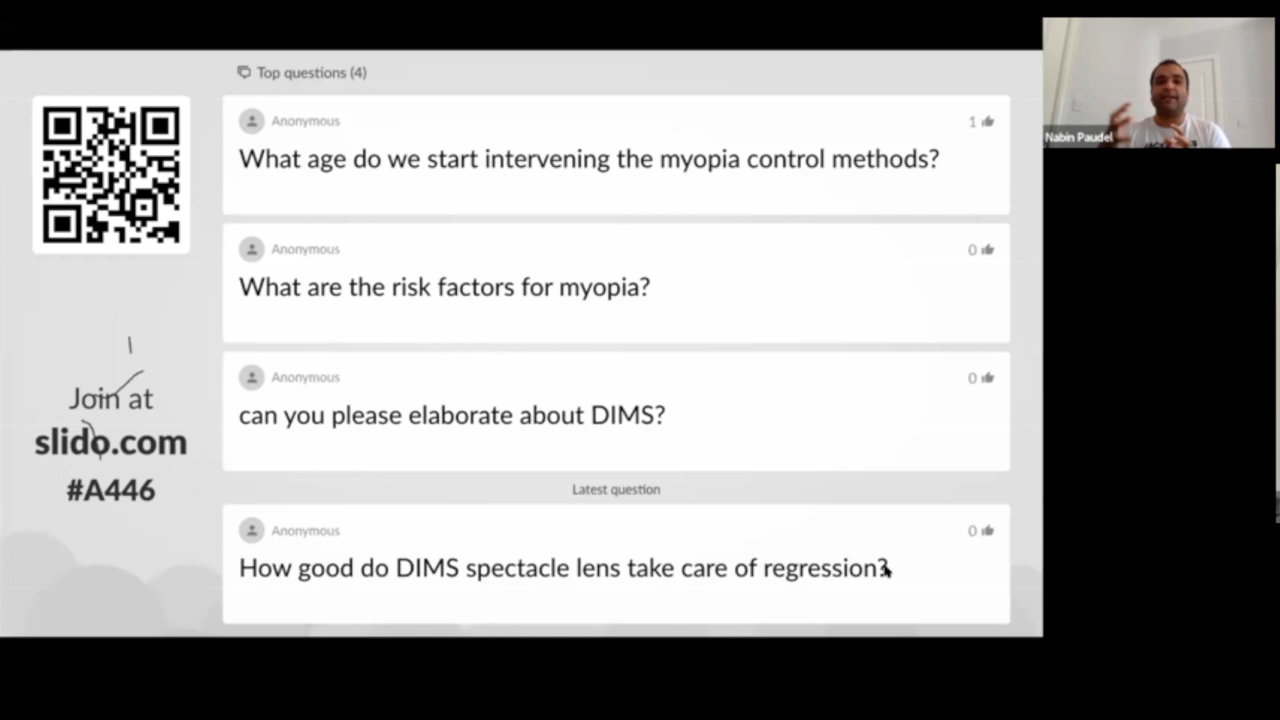 Top questions (4)
Anonymous
1
What age do we start intervening the myopia control methods?
Anonymous
0
What are the risk factors for myopia?
Anonymous
0
can you please elaborate about DIMS?
Latest question
Anonymous
0
How good do DIMS spectacle lens take care of regression?
Join at
slido.com
#A446
Nabin Paudel